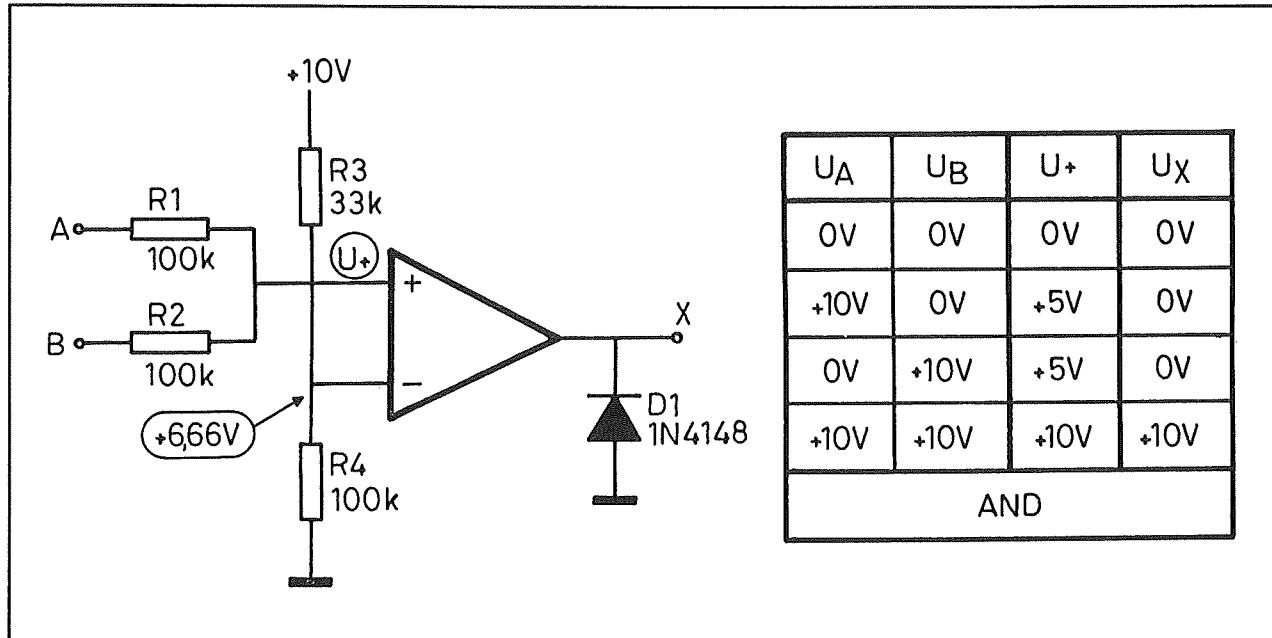 +10V
R3
33k
R1
A
100k
U+
+
R2
B
100k
−
X
D1
1N4148
+6,66V
R4
100k
UA UB U+ UX
0V 0V 0V 0V
+10V 0V +5V 0V
0V +10V +5V 0V
+10V +10V +10V +10V
AND